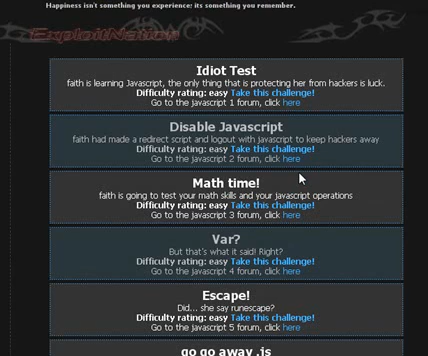 Happiness isn't something you experience; its something you remember.
ExploitNation
Idiot Test
faith is learning Javascript, the only thing that is protecting her from hackers is luck.
Difficulty rating: easy Take this challenge!
Go to the javascript 1 forum, click here
Disable Javascript
faith had made a redirect script and logout with javascript to keep hackers away
Difficulty rating: easy Take this challenge!
Go to the javascript 2 forum, click here
Math time!
faith is going to test your math skills and your javascript operations
Difficulty rating: easy Take this challenge!
Go to the javascript 3 forum, click here
Var?
But that's what it said! Right?
Difficulty rating: easy Take this challenge!
Go to the javascript 4 forum, click here
Escape!
Did... she say runescape?
Difficulty rating: easy Take this challenge!
Go to the javascript 5 forum, click here
go go away .js